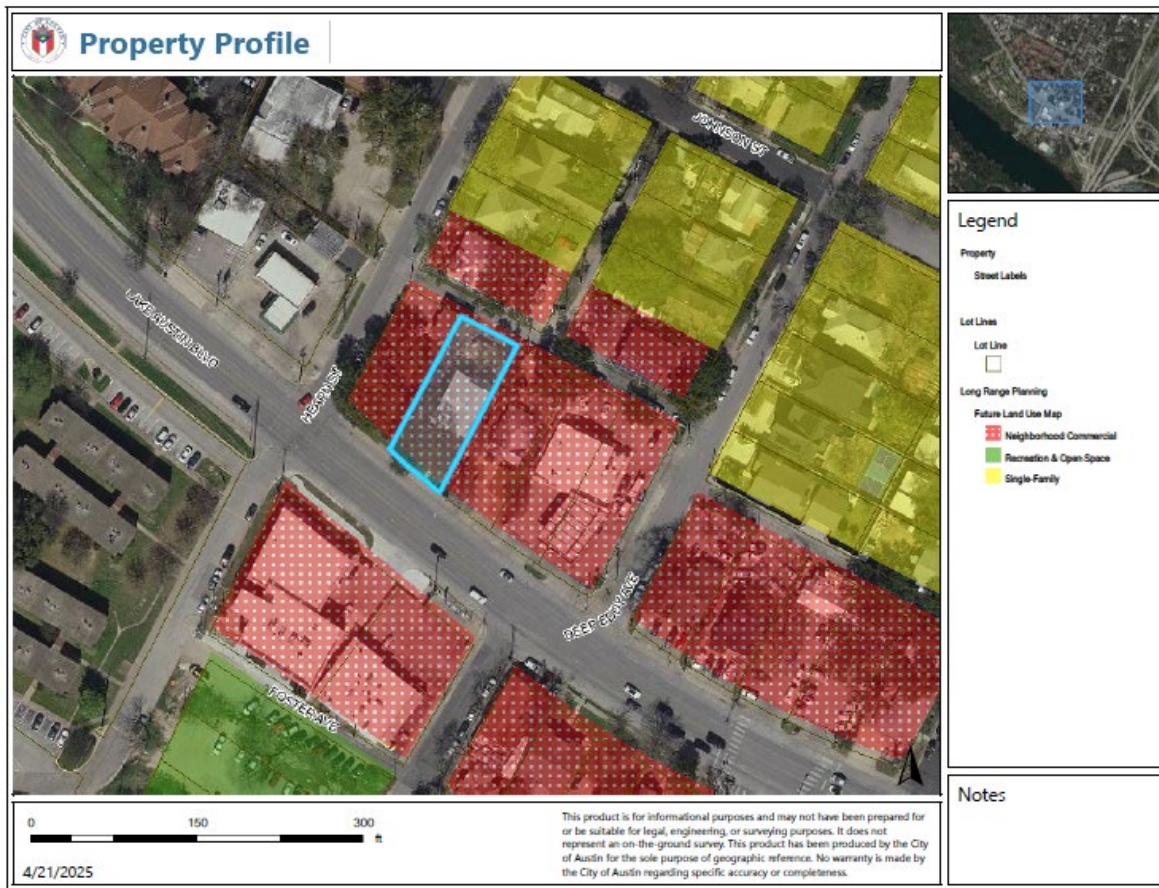 Property Profile
JOHNSON ST
LAKE AUSTIN BLVD
HEARN ST
DEEP EDDY AVE
FOSTER AVE
Legend
Property
Street Labels
Lot Lines
Lot Line
Long Range Planning
Future Land Use Map
Neighborhood Commercial
Recreation & Open Space
Single-Family
Notes
0 150 300
ft
4/21/2025
This product is for informational purposes and may not have been prepared for
or be suitable for legal, engineering, or surveying purposes. It does not
represent an on-the-ground survey. This product has been produced by the City
of Austin for the sole purpose of geographic reference. No warranty is made by
the City of Austin regarding specific accuracy or completeness.